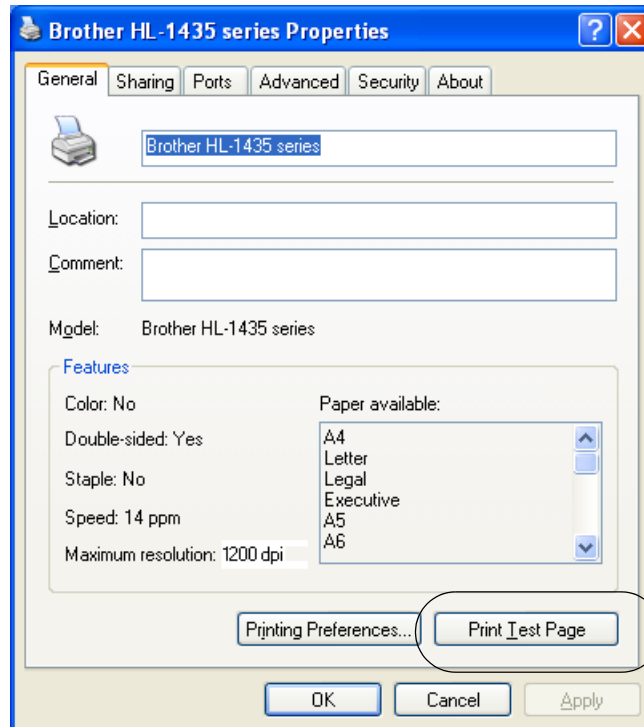 Brother HL-1435 series Properties
General Sharing Ports Advanced Security About
Brother HL-1435 series
Location:
Comment:
Model: Brother HL-1435 series
Features
Color: No
Double-sided: Yes
Staple: No
Speed: 14 ppm
Maximum resolution: 1200 dpi
Paper available:
A4
Letter
Legal
Executive
A5
A6
Printing Preferences... Print Test Page
OK Cancel Apply